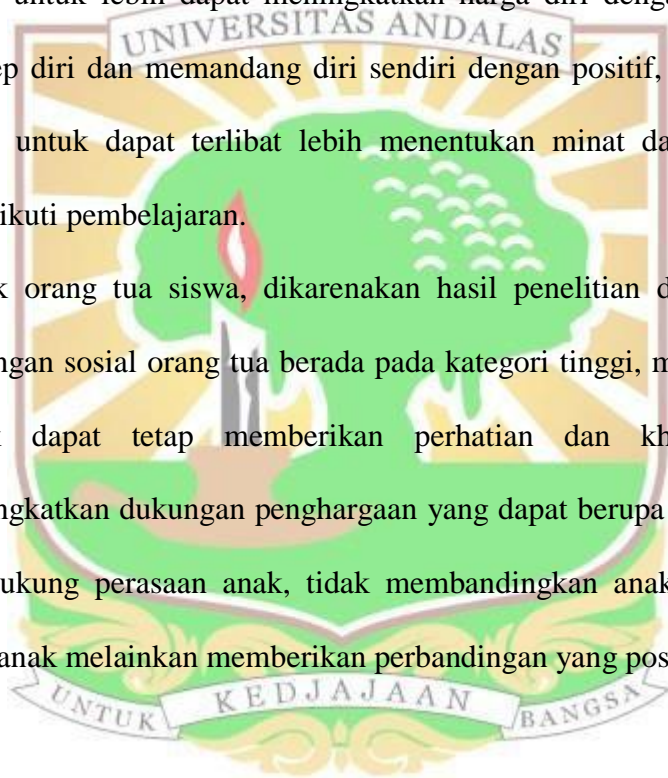 untuk lebih dapat meningkatkan harga diri denga
UNIVERSITAS ANDALAS
ep diri dan memandang diri sendiri dengan positif,
untuk dapat terlibat lebih menentukan minat da
ikuti pembelajaran.
k orang tua siswa, dikarenakan hasil penelitian d
ngan sosial orang tua berada pada kategori tinggi, m
k dapat tetap memberikan perhatian dan kh
ngkatkan dukungan penghargaan yang dapat berupa
ukung perasaan anak, tidak membandingkan anak
anak melainkan memberikan perbandingan yang pos
UNTUK KEDJAJAAN BANGSA